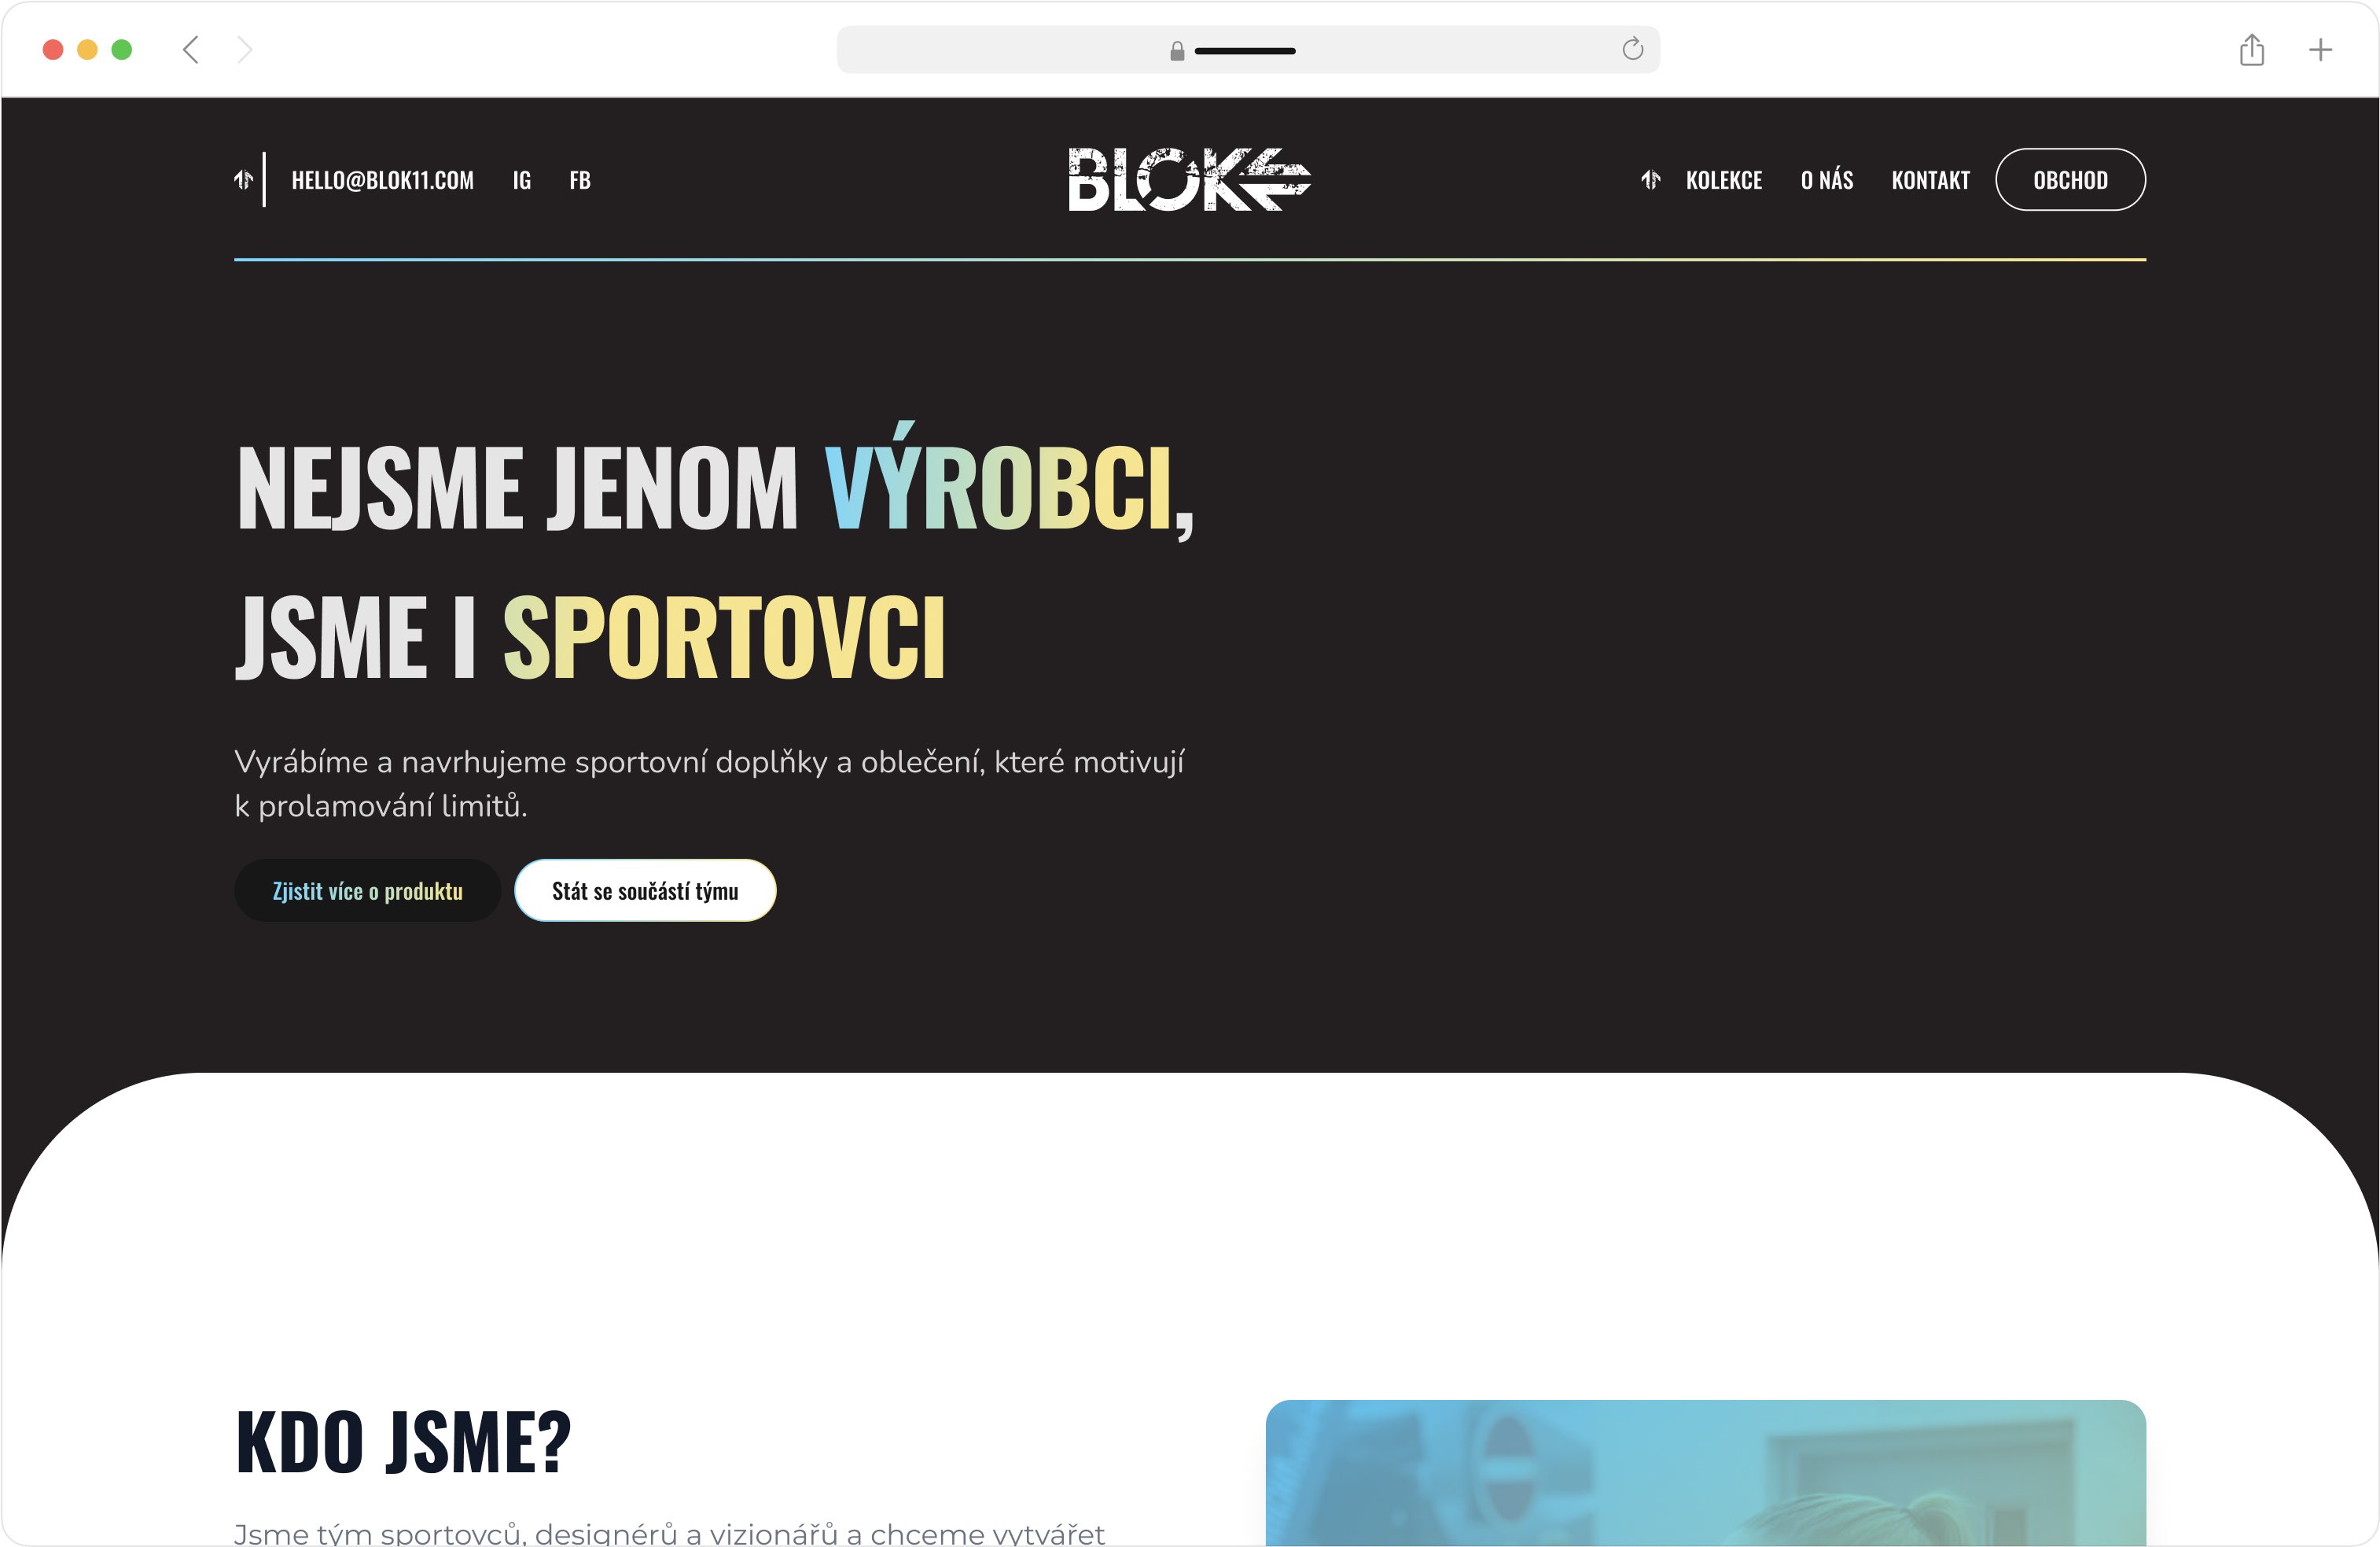 HELLO@BLOK11.COM IG FB
BLOK
KOLEKCE O NÁS KONTAKT OBCHOD
NEJSME JENOM VÝROBCI,
JSME I SPORTOVCI
Vyrábíme a navrhujeme sportovní doplňky a oblečení, které motivují
k prolamování limitů.
Zjistit více o produktu Stát se součástí týmu
KDO JSME?
Jsme tým sportovců, designérů a vizionářů a chceme vytvářet